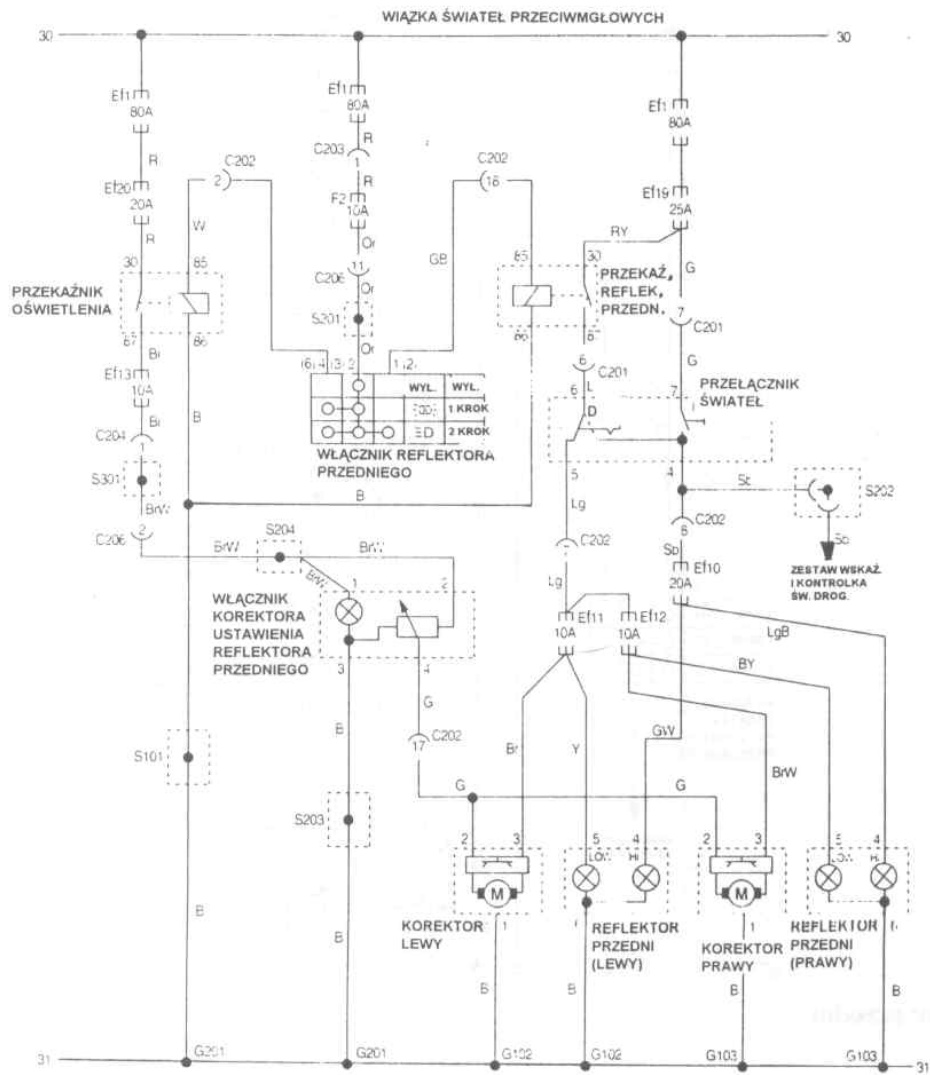 WIĄZKA ŚWIATEŁ PRZECIWMGŁOWYCH
30
30
Ef1
80A
Ef1
80A
Ef1
80A
R
R
C203
1
C202
2
C202
16
R
Ef20
20A
F2
10A
Ef19
25A
R
W
Or
GB
RY
G
30
85
11
C206
85
30
PRZEKAŹNIK
OŚWIETLENIA
Or
S201
PRZEKAŹ,
REFLEK,
PRZEDN.
7
C201
87
86
Or
86
G
Ef13
10A
B
(6) 4 (3) 2
1 (2)
WYŁ.
WYŁ.
1 KROK
2 KROK
6
C201
L
6
7
PRZEŁĄCZNIK
ŚWIATEŁ
D
C204
1
WŁĄCZNIK REFLEKTORA
PRZEDNIEGO
S301
B
5
4
Lg
S202
BrW
2
C206
S204
BrW
BrW
BrW
C202
C202
8
ZESTAW WSKAŹ.
I KONTROLKA
ŚW. DROG.
Lg
Ef10
20A
WŁĄCZNIK
KOREKTORA
USTAWIENIA
REFLEKTORA
PRZEDNIEGO
1
2
Ef11
10A
Ef12
10A
LgB
BY
3
4
G
B
17
C202
Br
Y
GW
BrW
S101
G
G
S203
2
3
5
4
LOW
2
3
5
4
M
M
KOREKTOR
LEWY
1
REFLEKTOR
PRZEDNI
(LEWY)
KOREKTOR
PRAWY
1
REFLEKTOR
PRZEDNI
(PRAWY)
B
B
B
B
B
B
31
G201
G201
G102
G102
G103
G103
31